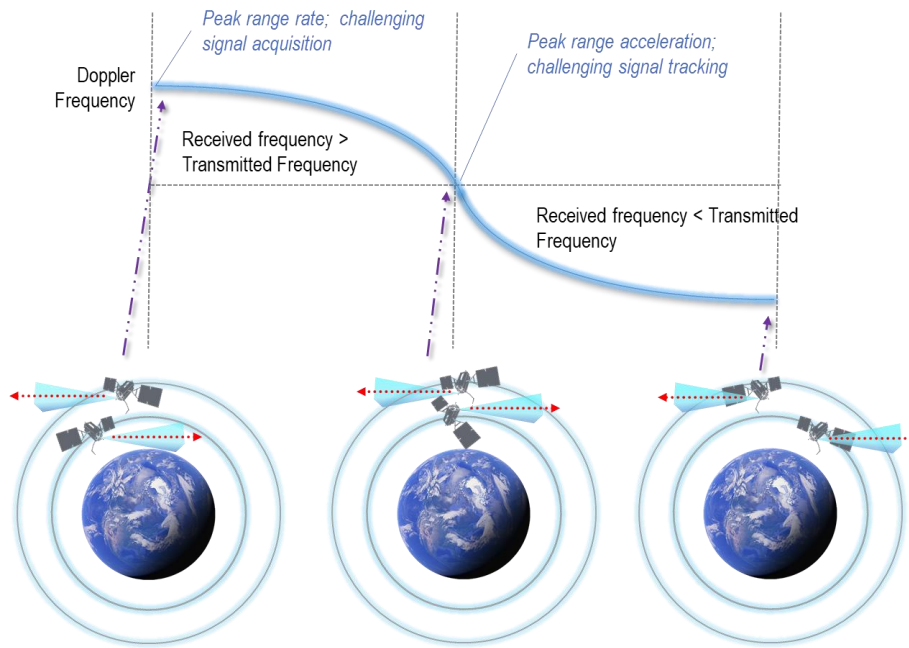 Peak range rate; challenging
signal acquisition
Peak range acceleration;
challenging signal tracking
Doppler
Frequency
Received frequency >
Transmitted Frequency
Received frequency < Transmitted
Frequency